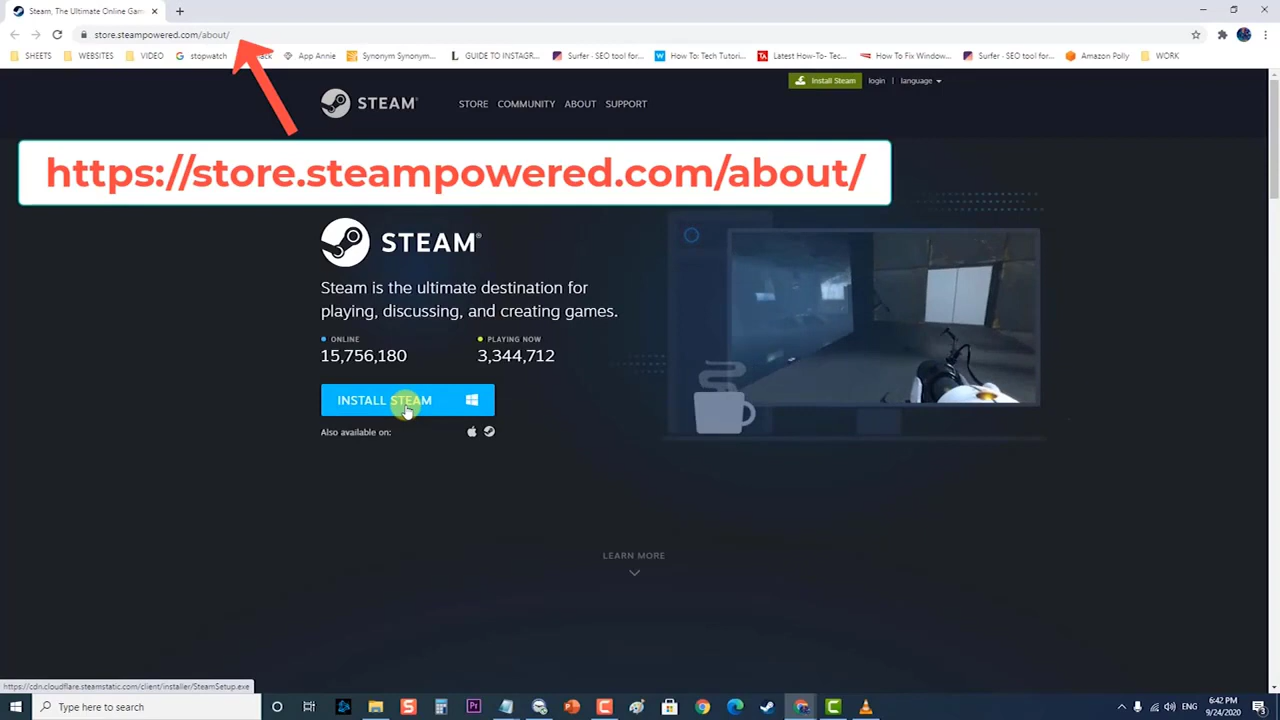 Steam, The Ultimate Online Gam
store.steampowered.com/about/
SHEETS WEBSITES VIDEO stopwatch App Annie Synonym Synonym... GUIDE TO INSTAGR... Surfer - SEO tool for... How To: Tech Tutori... Latest How-To- Tec... How To Fix Window... Surfer - SEO tool for... Amazon Polly WORK
Install Steam login language
STEAM® STORE COMMUNITY ABOUT SUPPORT
https://store.steampowered.com/about/
STEAM®
Steam is the ultimate destination for
playing, discussing, and creating games.
ONLINE PLAYING NOW
15,756,180 3,344,712
INSTALL STEAM
Also available on:
LEARN MORE
https://cdn.cloudflare.steamstatic.com/client/installer/SteamSetup.exe
Type here to search
ENG
6:42 PM
9/24/2020